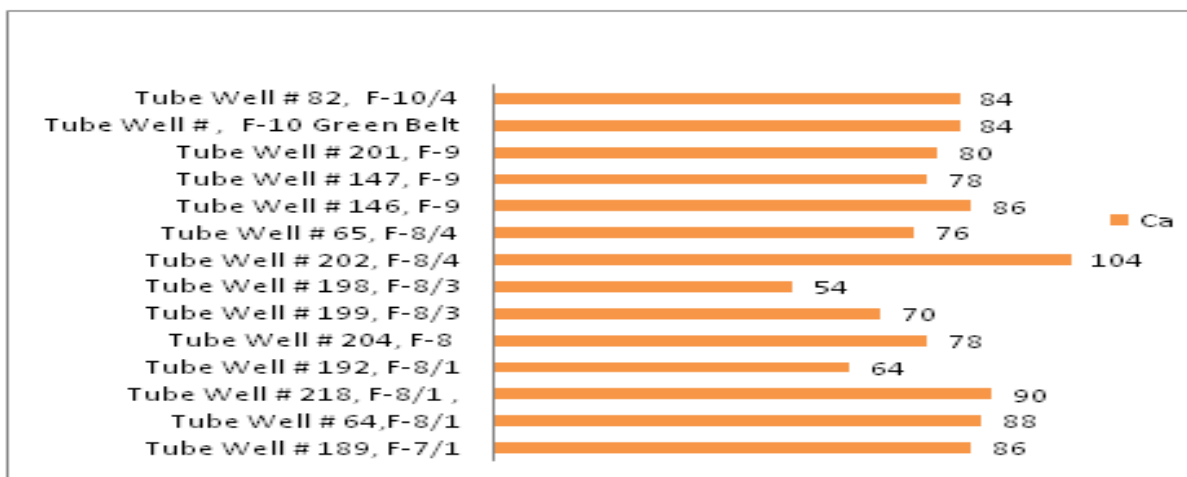 Tube Well # 82, F-10/4 84
Tube Well # , F-10 Green Belt 84
Tube Well # 201, F-9 80
Tube Well # 147, F-9 78
Tube Well # 146, F-9 86
Ca
Tube Well # 65, F-8/4 76
Tube Well # 202, F-8/4 104
Tube Well # 198, F-8/3 54
Tube Well # 199, F-8/3 70
Tube Well # 204, F-8 78
Tube Well # 192, F-8/1 64
Tube Well # 218, F-8/1 , 90
Tube Well # 64,F-8/1 88
Tube Well # 189, F-7/1 86